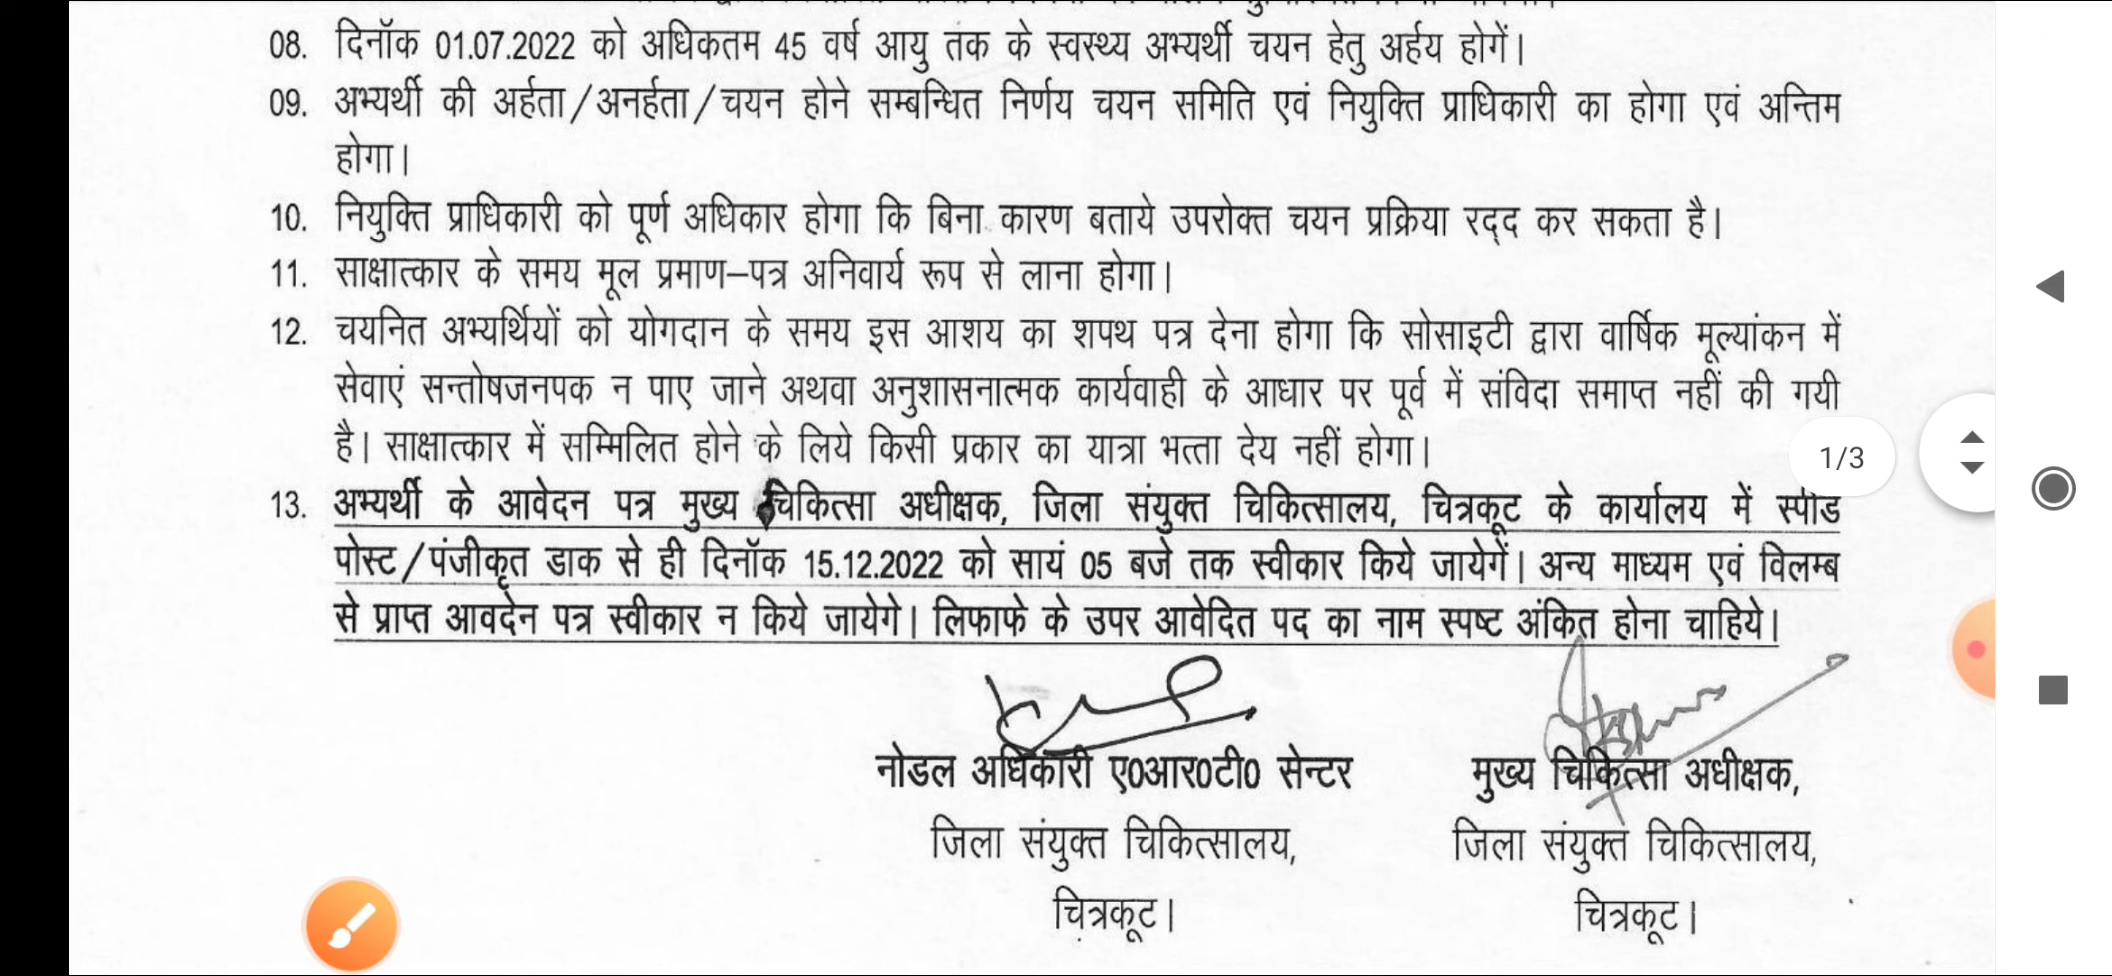 08. दिनॉक 01.07.2022 को अधिकतम 45 वर्ष आयु तक के स्वस्थ्य अभ्यर्थी चयन हेतु अर्हय होगें।
09. अभ्यर्थी की अर्हता/अनर्हता/चयन होने सम्बन्धित निर्णय चयन समिति एवं नियुक्ति प्राधिकारी का होगा एवं अन्तिम
होगा।
10. नियुक्ति प्राधिकारी को पूर्ण अधिकार होगा कि बिना कारण बताये उपरोक्त चयन प्रक्रिया रद्द कर सकता है।
11. साक्षात्कार के समय मूल प्रमाण–पत्र अनिवार्य रूप से लाना होगा।
12. चयनित अभ्यर्थियों को योगदान के समय इस आशय का शपथ पत्र देना होगा कि सोसाइटी द्वारा वार्षिक मूल्यांकन में
सेवाएं सन्तोषजनपक न पाए जाने अथवा अनुशासनात्मक कार्यवाही के आधार पर पूर्व में संविदा समाप्त नहीं की गयी
है। साक्षात्कार में सम्मिलित होने के लिये किसी प्रकार का यात्रा भत्ता देय नहीं होगा।
1/3
13. अभ्यर्थी के आवेदन पत्र मुख्य चिकित्सा अधीक्षक, जिला संयुक्त चिकित्सालय, चित्रकूट के कार्यालय में स्पीड
पोस्ट/पंजीकृत डाक से ही दिनॉक 15.12.2022 को सायं 05 बजे तक स्वीकार किये जायेगें। अन्य माध्यम एवं विलम्ब
से प्राप्त आवदेन पत्र स्वीकार न किये जायेगे। लिफाफे के उपर आवेदित पद का नाम स्पष्ट अंकित होना चाहिये।
नोडल अधिकारी ए0आर0टी0 सेन्टर
जिला संयुक्त चिकित्सालय,
चित्रकूट।
मुख्य चिकित्सा अधीक्षक,
जिला संयुक्त चिकित्सालय,
चित्रकूट।